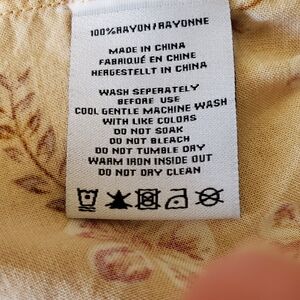 100%RAYON/RAYONNE
MADE IN CHINA
FABRIQUÉ EN CHINE
HERGESTELLT IN CHINA
WASH SEPERATELY
BEFORE USE
COOL GENTLE MACHINE WASH
WITH LIKE COLORS
DO NOT SOAK
DO NOT BLEACH
DO NOT TUMBLE DRY
WARM IRON INSIDE OUT
DO NOT DRY CLEAN